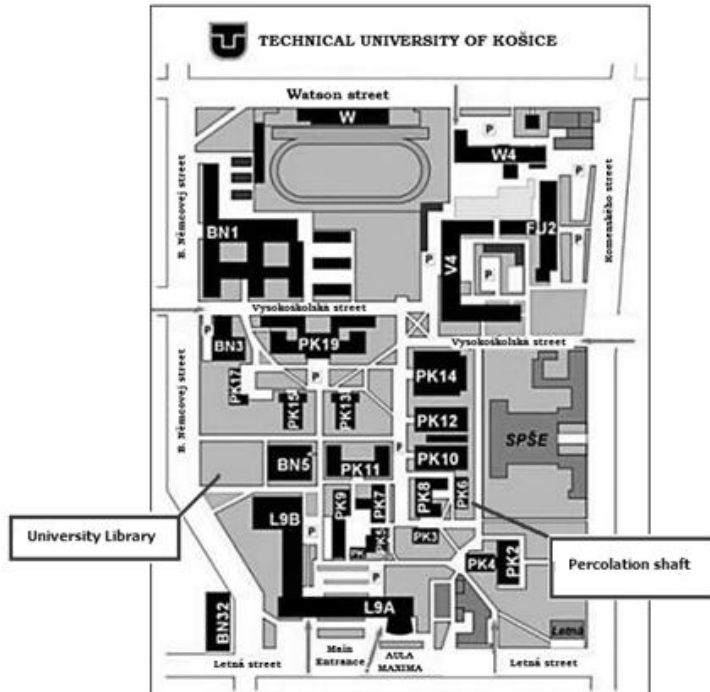 TECHNICAL UNIVERSITY OF KOŠICE
Watson street
W
P
W4
P
B. Němcovej street
Komenského street
BN1
FU2
V4
P
P
P
Vysokoškolská street
P
BN3
PK19
Vysokoškolská street
PK17
P
PK14
PK15
PK13
B. Němcovej street
PK12
SPŠE
P
BN5
PK11
PK10
PK9
PK7
PK8
PK6
University Library
L9B
P
PK5
PK3
Percolation shaft
PK4
PK2
P
BN32
L9A
Letná
Main
Entrance
AULA
MAXIMA
Letná street
Letná street